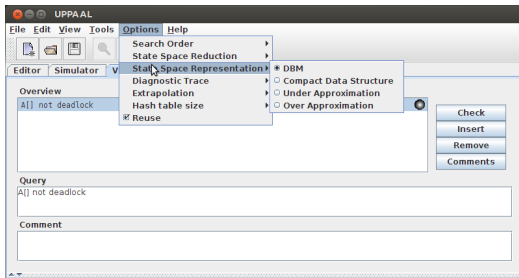 UPPAAL
File Edit View Tools Options Help
Search Order
State Space Reduction
Editor Simulator V State Space Representation DBM
Diagnostic Trace Compact Data Structure
Overview Extrapolation Under Approximation
A[] not deadlock Hash table size Over Approximation
Reuse Check
Insert
Remove
Comments
Query
A[] not deadlock
Comment